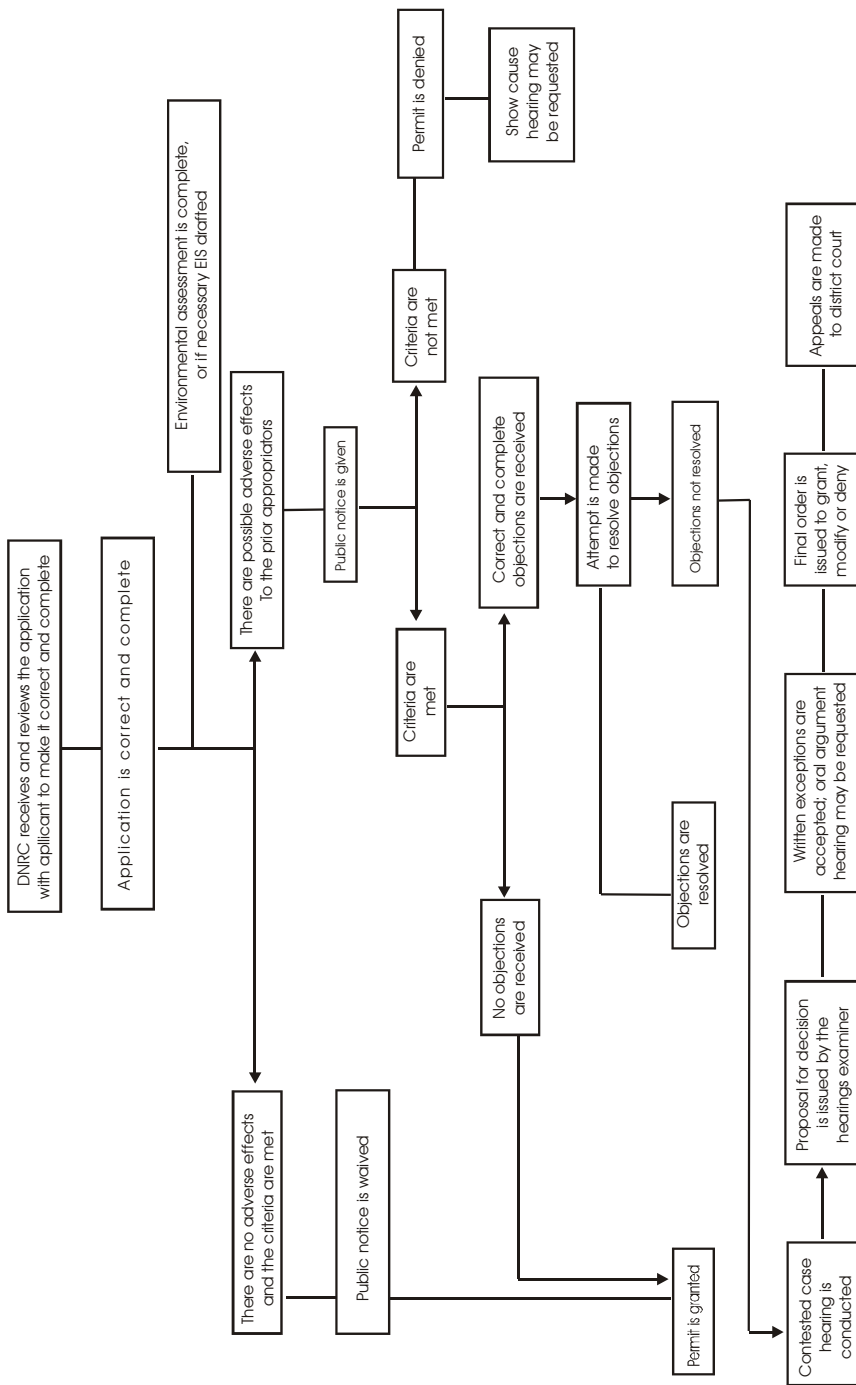 DNRC receives and reviews the application
with apllicant to make it correct and complete
Application is correct and complete
Environmental assessment is complete,
or if necessary EIS drafted
There are no adverse effects
and the criteria are met
There are possible adverse effects
To the prior appropriators
Public notice is waived
Public notice is given
Criteria are
met
Criteria are
not met
Permit is denied
Show cause
hearing may
be requested
No objections
are received
Correct and complete
objections are received
Attempt is made
to resolve objections
Permit is granted
Objections are
resolved
Objections not resolved
Contested case
hearing is
conducted
Proposal for decision
is issued by the
hearings examiner
Written exceptions are
accepted; oral argument
hearing may be requested
Final order is
issued to grant,
modify or deny
Appeals are made
to district court